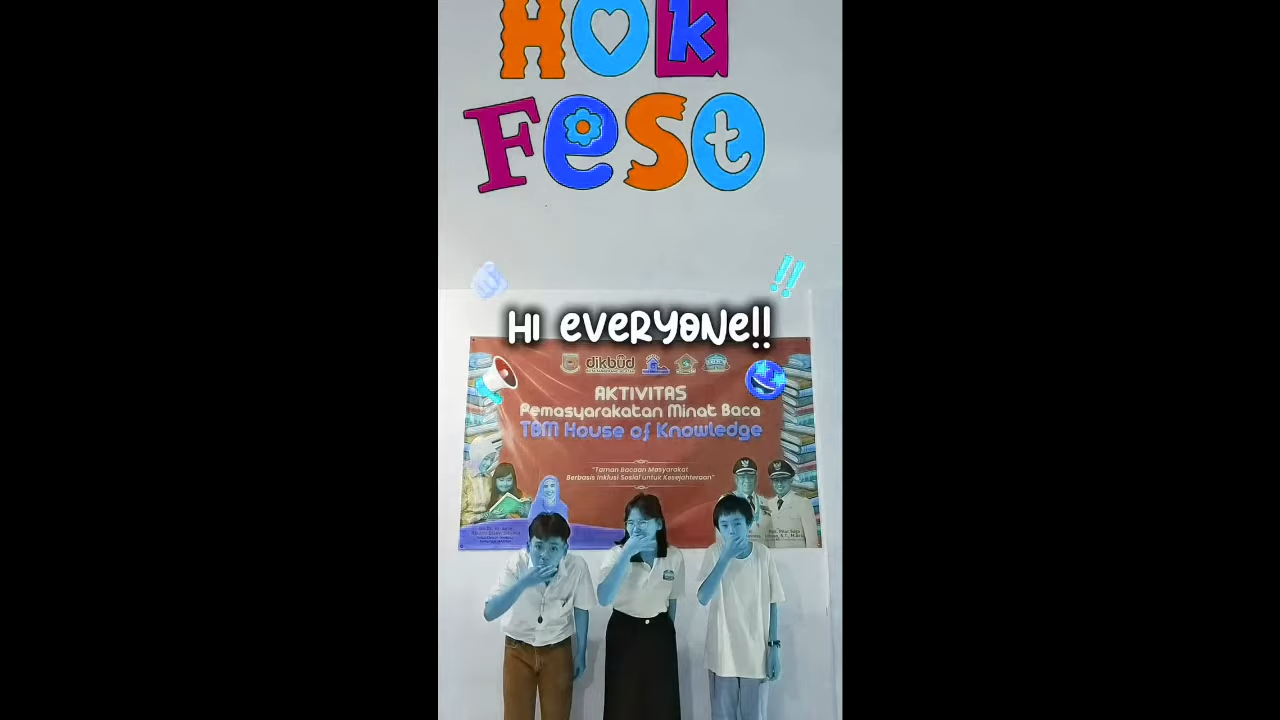 HOK
Fest
HI eveRYONe!!
dikbud
AKTIVITAS
Pemasyarakatan Minat Baca
TBM House of Knowledge
"Taman Bacaan Masyarakat
Berbasis Inklusi Sosial untuk Kesejahteraan"